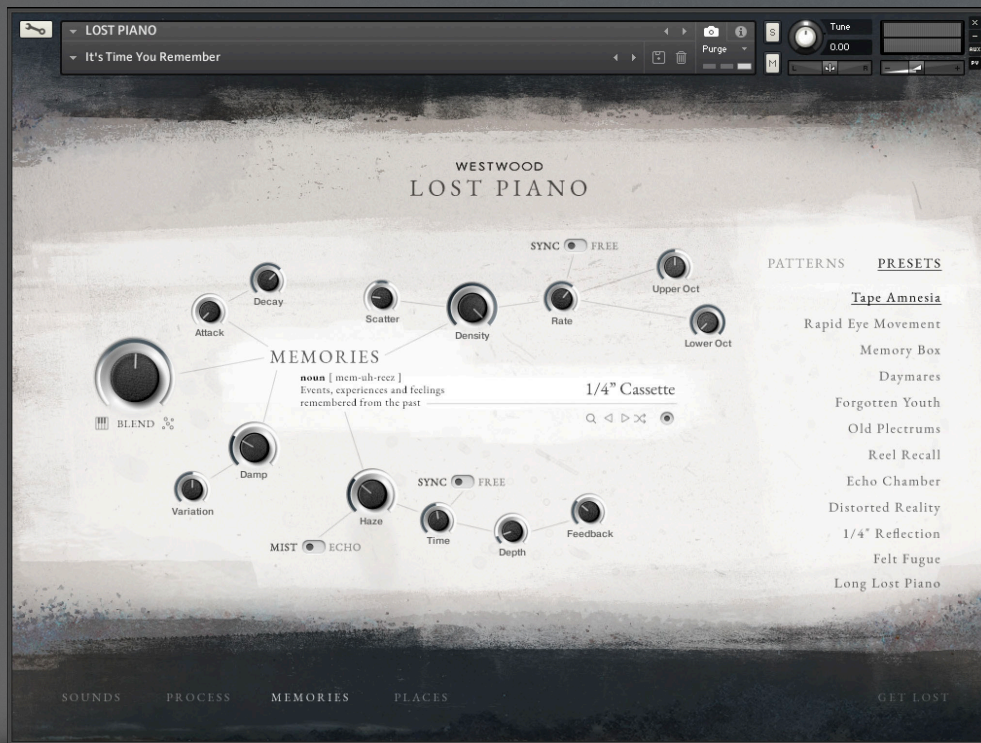 LOST PIANO
It's Time You Remember
Purge
S
M
Tune
0.00
L
R
AUX
PV
WESTWOOD
LOST PIANO
SYNC FREE
PATTERNS PRESETS
Decay
Attack
Scatter
Density
Rate
Upper Oct
Lower Oct
MEMORIES
noun [ mem-uh-reez ]
Events, experiences and feelings
remembered from the past
1/4” Cassette
BLEND
Damp
Variation
Haze
SYNC FREE
Time
Depth
Feedback
MIST ECHO
Tape Amnesia
Rapid Eye Movement
Memory Box
Daymares
Forgotten Youth
Old Plectrums
Reel Recall
Echo Chamber
Distorted Reality
1/4" Reflection
Felt Fugue
Long Lost Piano
SOUNDS PROCESS MEMORIES PLACES GET LOST